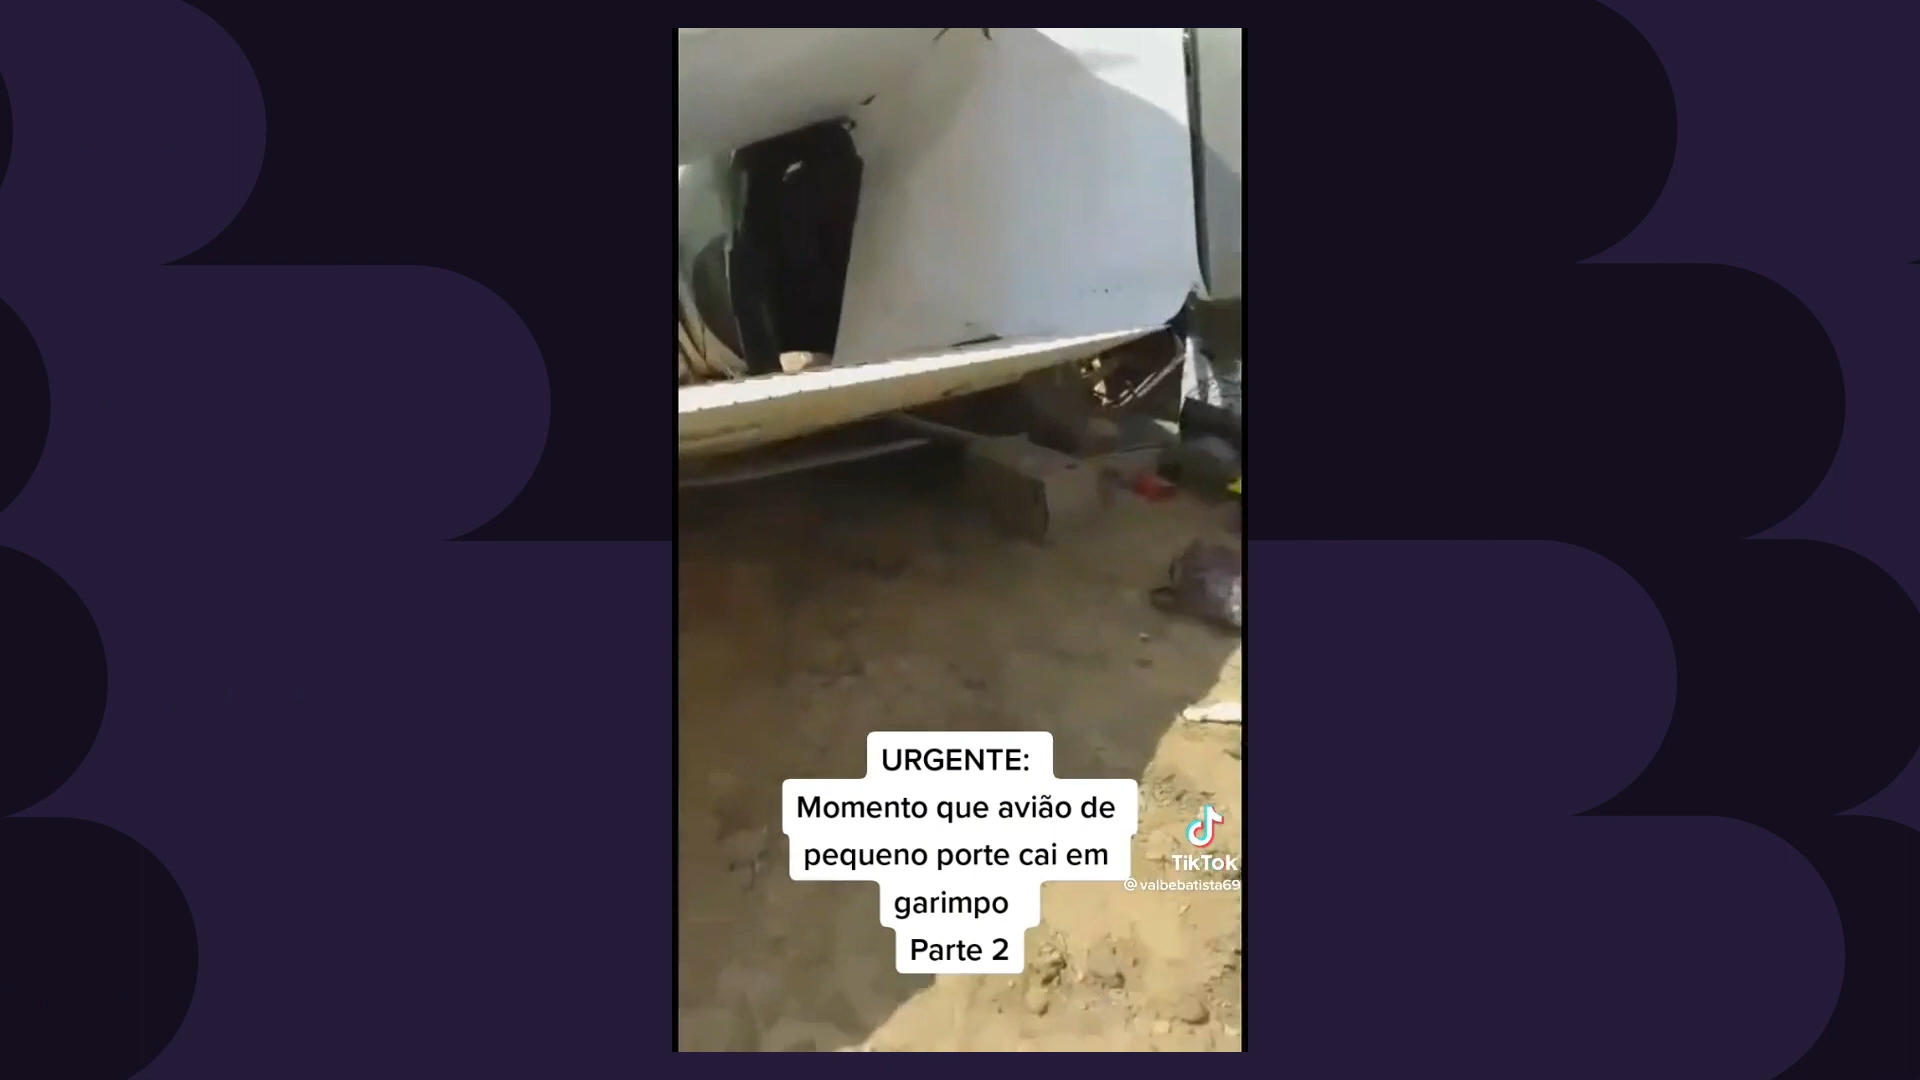 URGENTE:
Momento que avião de
pequeno porte cai em
garimpo
Parte 2
TikTok
@valbebatista69